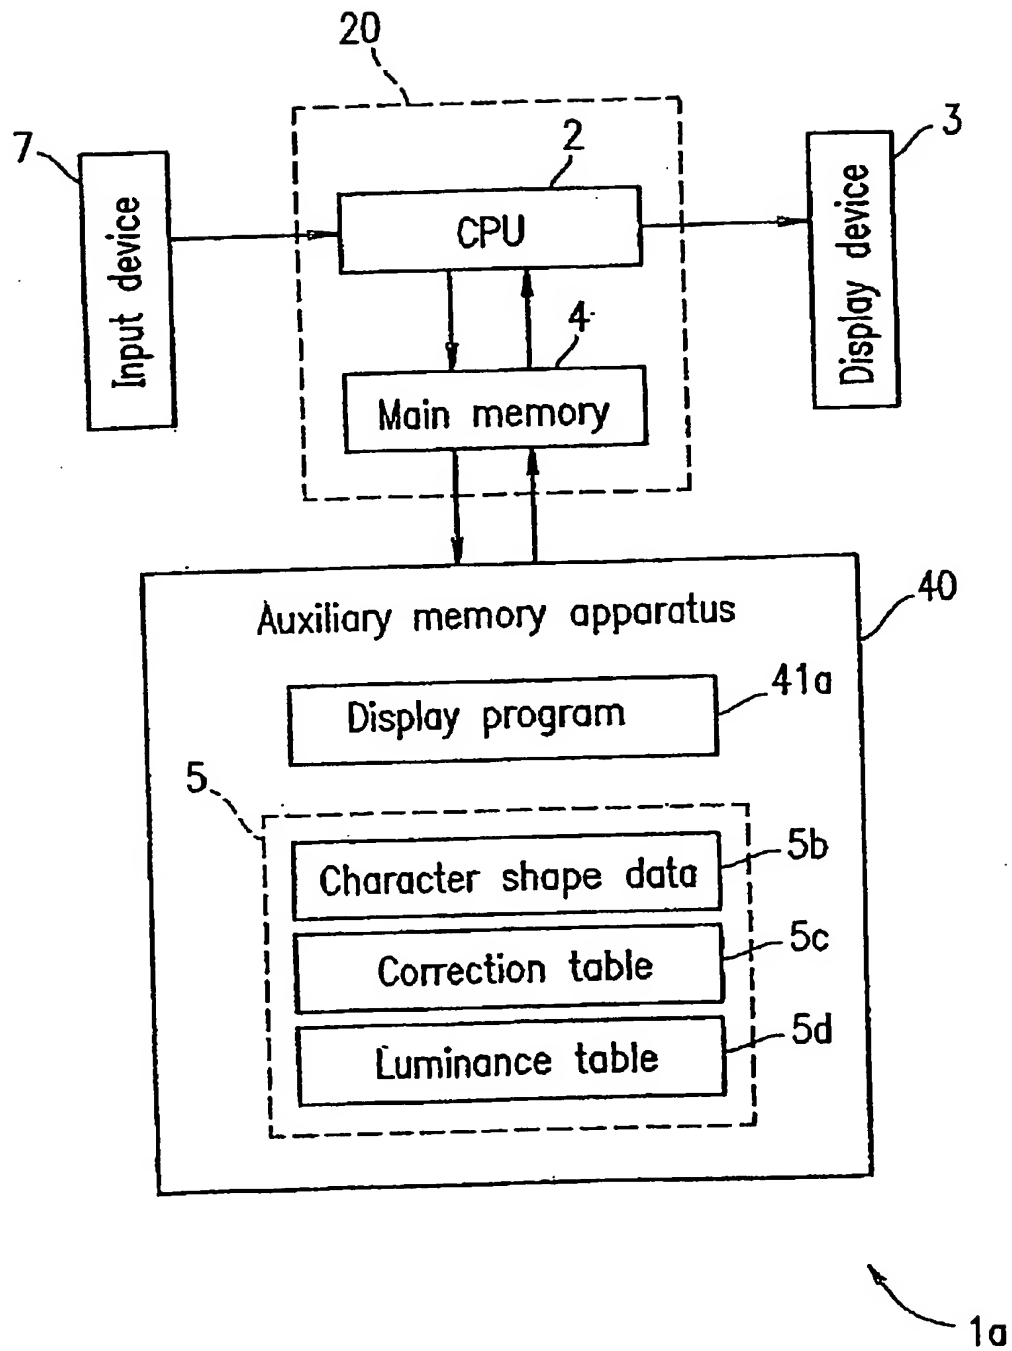 20
7
2
3
Input device
CPU
Display device
4
Main memory
40
Auxiliary memory apparatus
41a
Display program
5
5b
Character shape data
5c
Correction table
5d
Luminance table
1a